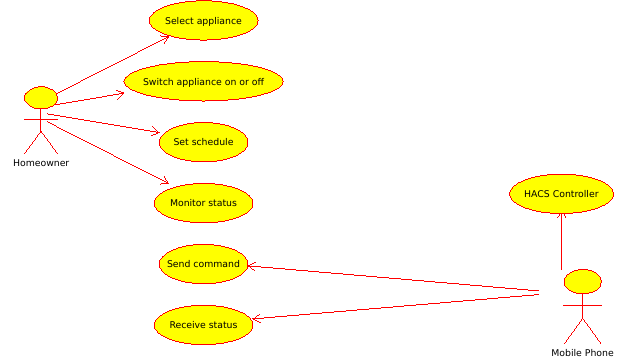 Select appliance
Switch appliance on or off
Homeowner
Set schedule
Monitor status
HACS Controller
Send command
Receive status
Mobile Phone